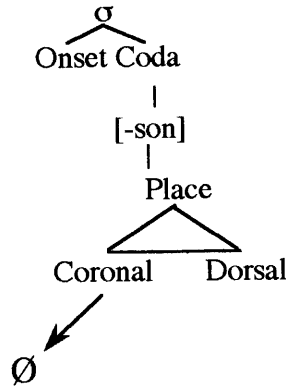 σ
Onset Coda
[-son]
Place
Coronal Dorsal
Ø